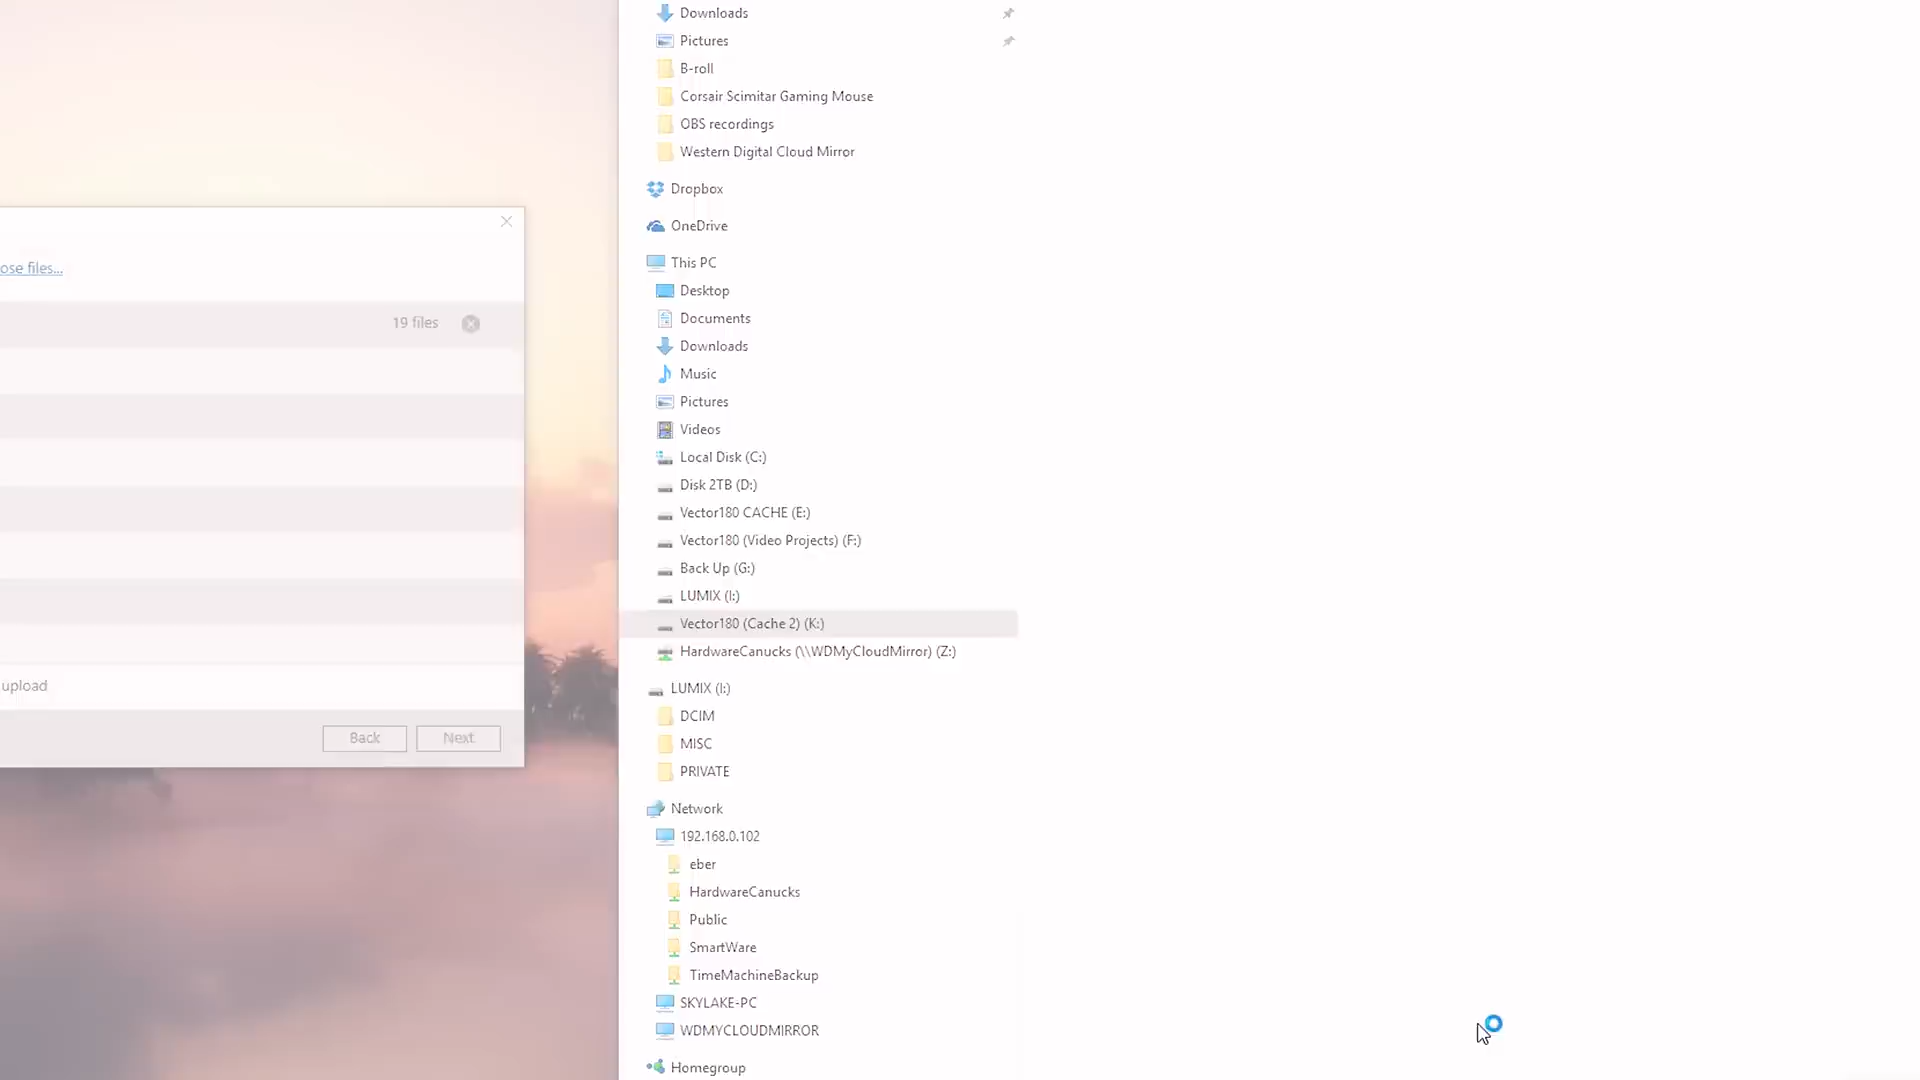 ose files...
19 files
upload
Back
Next
Downloads
Pictures
B-roll
Corsair Scimitar Gaming Mouse
OBS recordings
Western Digital Cloud Mirror
Dropbox
OneDrive
This PC
Desktop
Documents
Downloads
Music
Pictures
Videos
Local Disk (C:)
Disk 2TB (D:)
Vector180 CACHE (E:)
Vector180 (Video Projects) (F:)
Back Up (G:)
LUMIX (I:)
Vector180 (Cache 2) (K:)
HardwareCanucks (\\WDMyCloudMirror) (Z:)
LUMIX (I:)
DCIM
MISC
PRIVATE
Network
192.168.0.102
eber
HardwareCanucks
Public
SmartWare
TimeMachineBackup
SKYLAKE-PC
WDMYCLOUDMIRROR
Homegroup